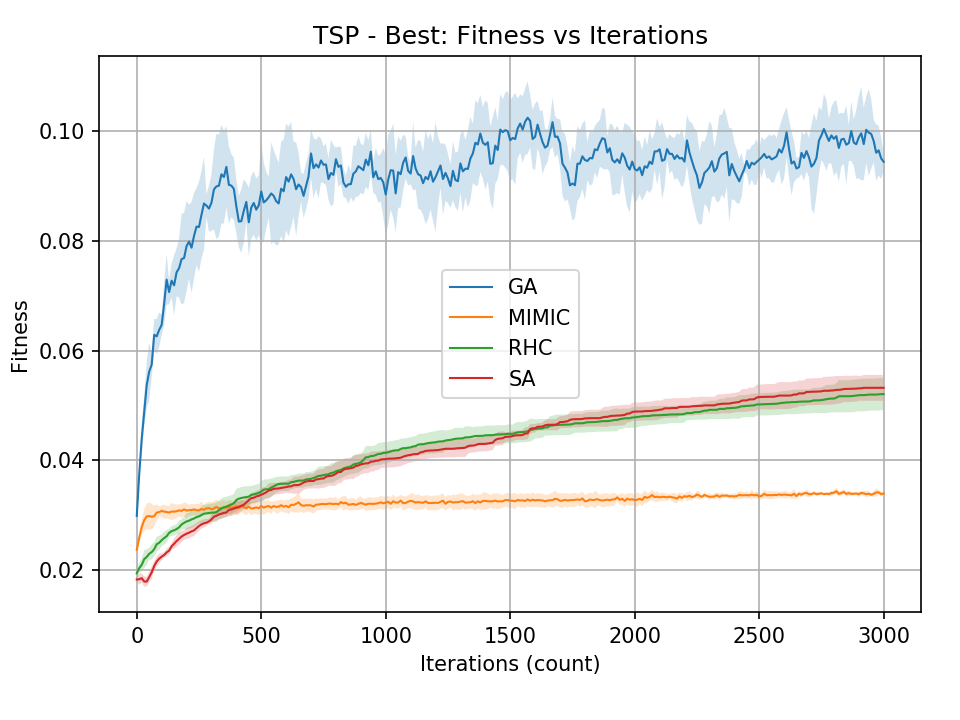 TSP - Best: Fitness vs Iterations
Fitness
0.10
0.08
0.06
0.04
0.02
GA
MIMIC
RHC
SA
0 500 1000 1500 2000 2500 3000
Iterations (count)